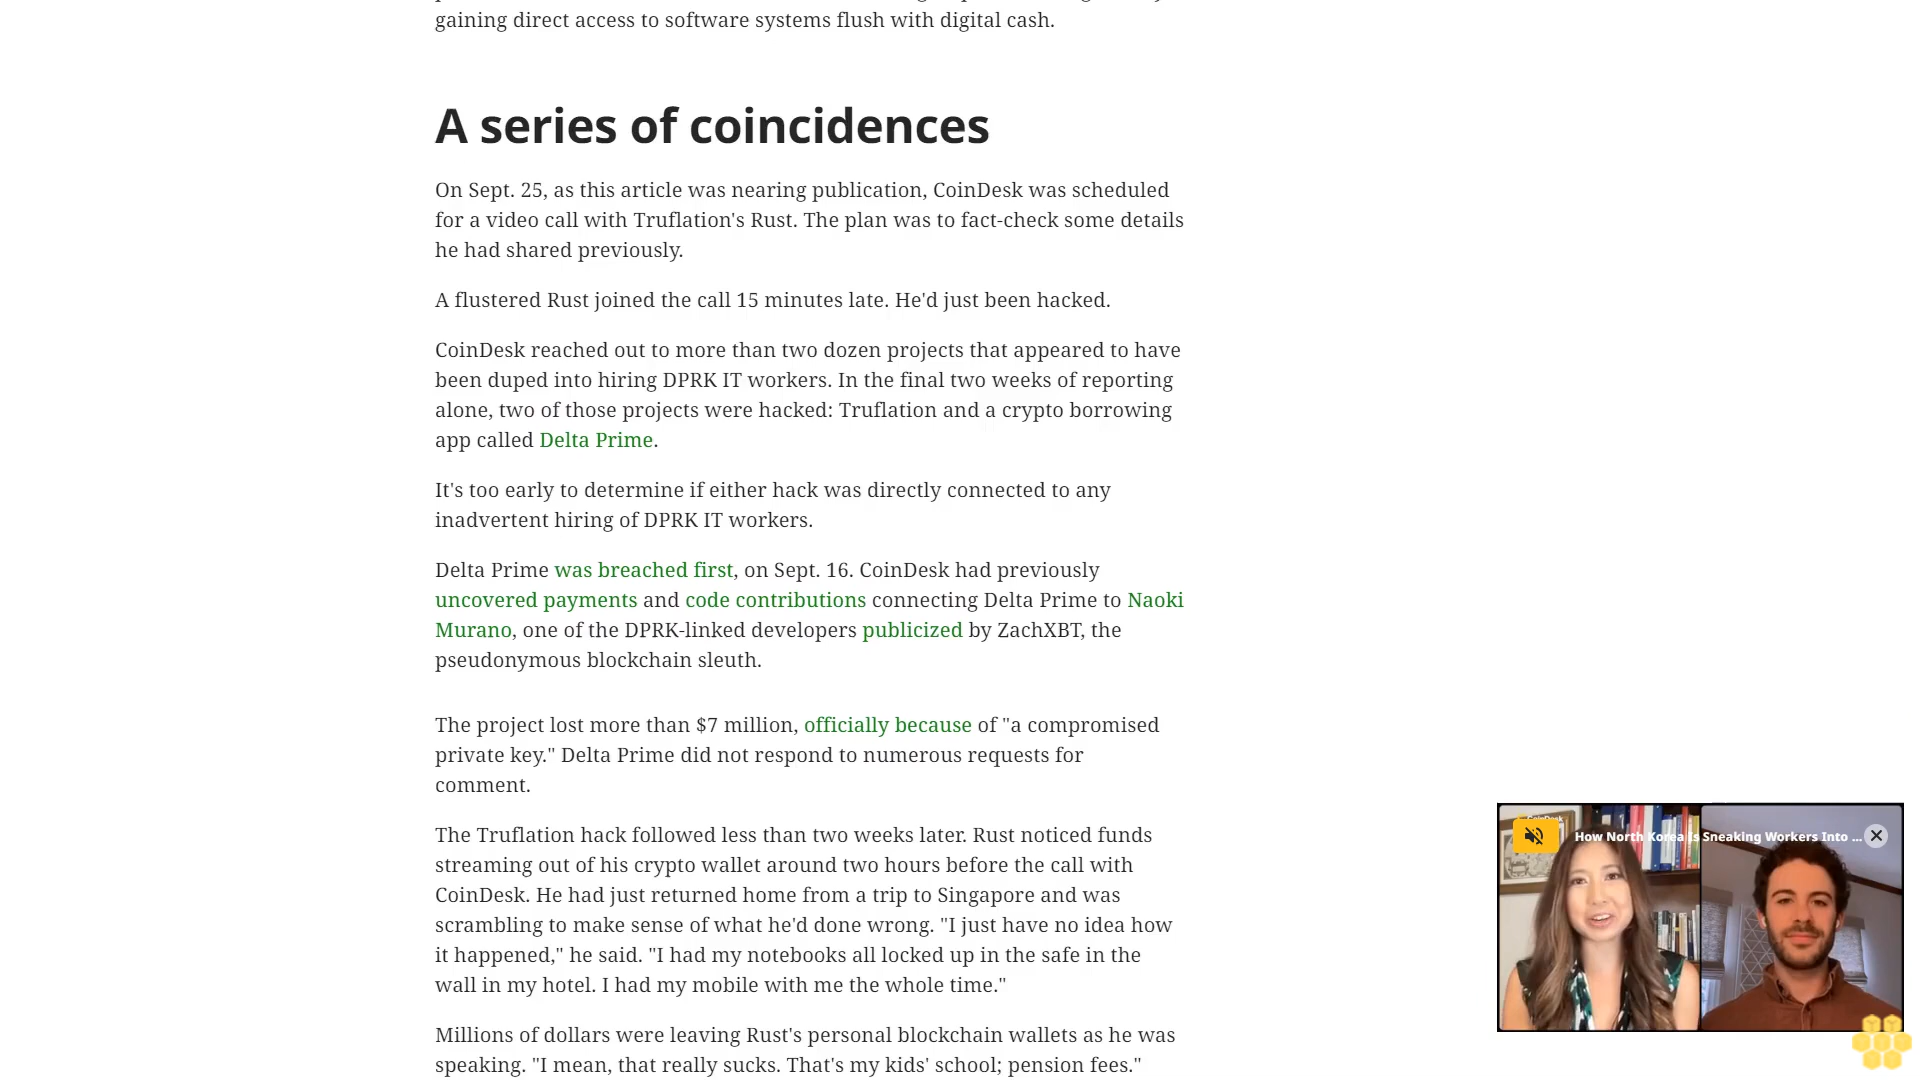 gaining direct access to software systems flush with digital cash.
A series of coincidences
On Sept. 25, as this article was nearing publication, CoinDesk was scheduled
for a video call with Truflation's Rust. The plan was to fact-check some details
he had shared previously.
A flustered Rust joined the call 15 minutes late. He'd just been hacked.
CoinDesk reached out to more than two dozen projects that appeared to have
been duped into hiring DPRK IT workers. In the final two weeks of reporting
alone, two of those projects were hacked: Truflation and a crypto borrowing
app called Delta Prime.
It's too early to determine if either hack was directly connected to any
inadvertent hiring of DPRK IT workers.
Delta Prime was breached first, on Sept. 16. CoinDesk had previously
uncovered payments and code contributions connecting Delta Prime to Naoki
Murano, one of the DPRK-linked developers publicized by ZachXBT, the
pseudonymous blockchain sleuth.
The project lost more than $7 million, officially because of "a compromised
private key." Delta Prime did not respond to numerous requests for
comment.
The Truflation hack followed less than two weeks later. Rust noticed funds
streaming out of his crypto wallet around two hours before the call with
CoinDesk. He had just returned home from a trip to Singapore and was
scrambling to make sense of what he'd done wrong. "I just have no idea how
it happened," he said. "I had my notebooks all locked up in the safe in the
wall in my hotel. I had my mobile with me the whole time."
Millions of dollars were leaving Rust's personal blockchain wallets as he was
speaking. "I mean, that really sucks. That's my kids' school; pension fees."
CoinDesk
How North Korea Is Sneaking Workers Into ...